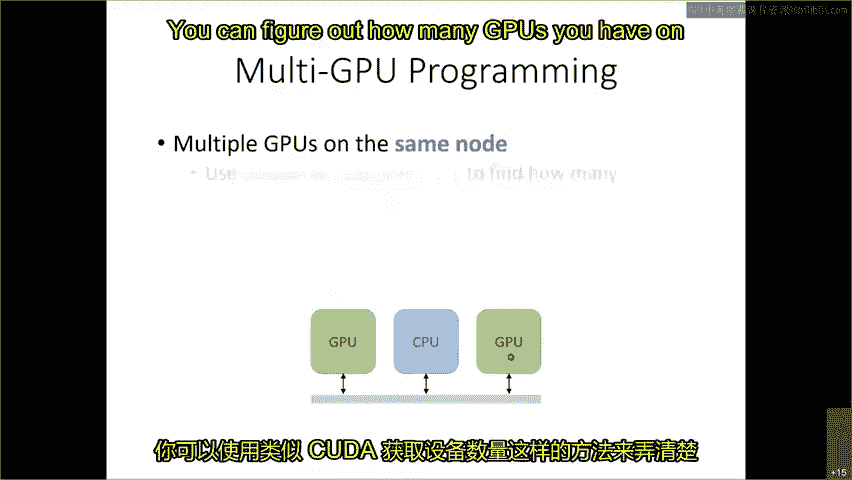 You can figure out how many GPUs you have on
Multi-GPU Programming
• Multiple GPUs on the same node
• Use to find how many
GPU
CPU
GPU
你可以使用类似 CUDA 获取设备数量这样的方法来弄清楚
+15